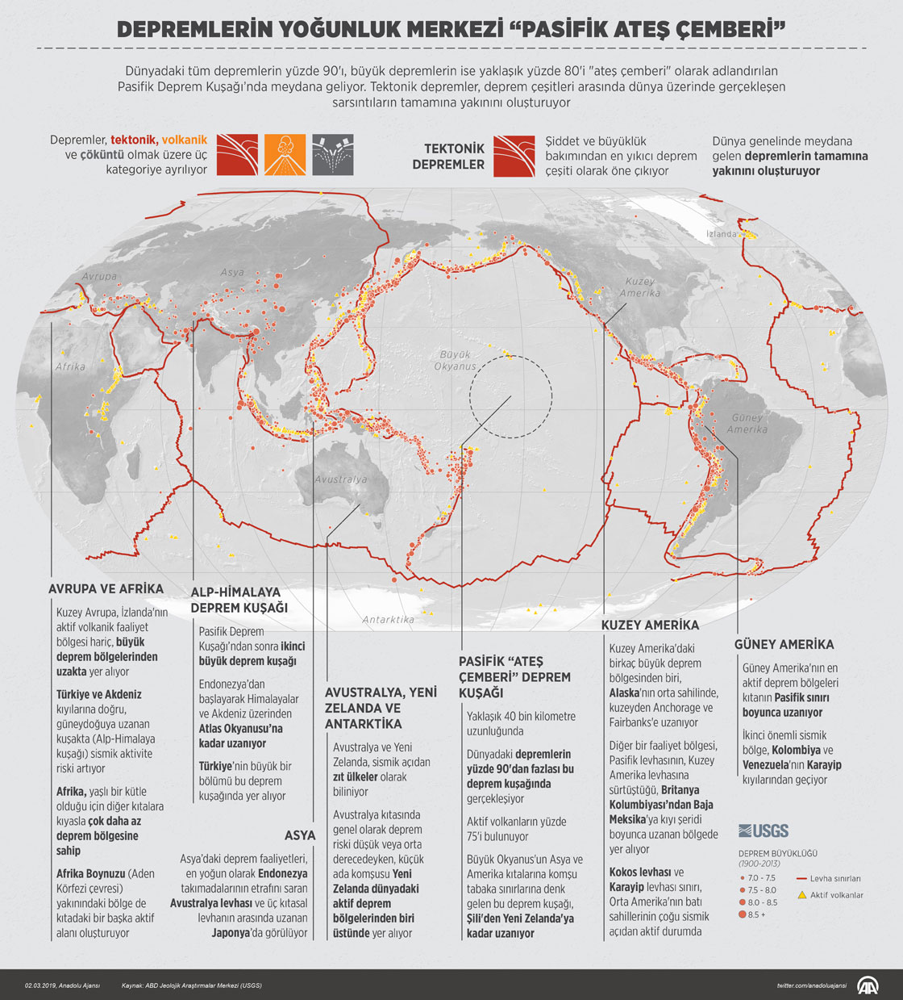 DEPREMLERİN YOĞUNLUK MERKEZİ “PASİFİK ATEŞ ÇEMBERİ”
Dünyadaki tüm depremlerin yüzde 90'ı, büyük depremlerin ise yaklaşık yüzde 80'i "ateş çemberi" olarak adlandırılan
Pasifik Deprem Kuşağı’nda meydana geliyor. Tektonik depremler, deprem çeşitleri arasında dünya üzerinde gerçekleşen
sarsıntıların tamamına yakınını oluşturuyor
Depremler, tektonik, volkanik
ve çöküntü olmak üzere üç
kategoriye ayrılıyor
TEKTONİK
DEPREMLER
Şiddet ve büyüklük
bakımından en yıkıcı deprem
çeşiti olarak öne çıkıyor
Dünya genelinde meydana
gelen depremlerin tamamına
yakınını oluşturuyor
İzlanda
Avrupa
Asya
Kuzey
Amerika
Afrika
Büyük
Okyanus
Güney
Amerika
Avustralya
Antarktika
AVRUPA VE AFRİKA
Kuzey Avrupa, İzlanda'nın
aktif volkanik faaliyet
bölgesi hariç, büyük
deprem bölgelerinden
uzakta yer alıyor
Türkiye ve Akdeniz
kıyılarına doğru,
güneydoğuya uzanan
kuşakta (Alp-Himalaya
kuşağı) sismik aktivite
riski artıyor
Afrika, yaşlı bir kütle
olduğu için diğer kıtalara
kıyasla çok daha az
deprem bölgesine
sahip
Afrika Boynuzu (Aden
Körfezi çevresi)
yakınındaki bölge de
kıtadaki bir başka aktif
alanı oluşturuyor
ALP-HİMALAYA
DEPREM KUŞAĞI
Pasifik Deprem
Kuşağı’ndan sonra ikinci
büyük deprem kuşağı
Endonezya’dan
başlayarak Himalayalar
ve Akdeniz üzerinden
Atlas Okyanusu’na
kadar uzanıyor
Türkiye’nin büyük bir
bölümü bu deprem
kuşağında yer alıyor
ASYA
Asya’daki deprem faaliyetleri,
en yoğun olarak Endonezya
takımadalarının etrafını saran
Avustralya levhası ve üç kıtasal
levhanın arasında uzanan
Japonya’da görülüyor
AVUSTRALYA, YENİ
ZELANDA VE
ANTARKTİKA
Avustralya ve Yeni
Zelanda, sismik açıdan
zıt ülkeler olarak
biliniyor
Avustralya kıtasında
genel olarak deprem
riski düşük veya orta
derecedeyken, küçük
ada komşusu Yeni
Zelanda dünyadaki
aktif deprem
bölgelerinden biri
üstünde yer alıyor
PASİFİK “ATEŞ
ÇEMBERİ” DEPREM
KUŞAĞI
Yaklaşık 40 bin kilometre
uzunluğunda
Dünyadaki depremlerin
yüzde 90'dan fazlası bu
deprem kuşağında
gerçekleşiyor
Aktif volkanların yüzde
75'i bulunuyor
Büyük Okyanus'un Asya ve
Amerika kıtalarına komşu
tabaka sınırlarına denk
gelen bu deprem kuşağı,
Şili'den Yeni Zelanda'ya
kadar uzanıyor
KUZEY AMERİKA
Kuzey Amerika'daki
birkaç büyük deprem
bölgesinden biri,
Alaska'nın orta sahilinde,
kuzeyden Anchorage ve
Fairbanks'e uzanıyor
Diğer bir faaliyet bölgesi,
Pasifik levhasının, Kuzey
Amerika levhasına
sürtüştüğü, Britanya
Kolumbiyası’ndan Baja
Meksika'ya kıyı şeridi
boyunca uzanan bölgede
yer alıyor
Kokos levhası ve
Karayip levhası sınırı,
Orta Amerika'nın batı
sahillerinin çoğu sismik
açıdan aktif durumda
GÜNEY AMERİKA
Güney Amerika'nın en
aktif deprem bölgeleri
kıtanın Pasifik sınırı
boyunca uzanıyor
İkinci önemli sismik
bölge, Kolombiya ve
Venezuela'nın Karayip
kıyılarından geçiyor
USGS
DEPREM BÜYÜKLÜĞÜ
(1900-2013)
7.0 - 7.5
7.5 - 8.0
8.0 - 8.5
8.5 +
Levha sınırları
Aktif volkanlar
02.03.2019, Anadolu Ajansı
Kaynak: ABD Jeolojik Araştırmalar Merkezi (USGS)
twitter.com/anadoluajansi
AA